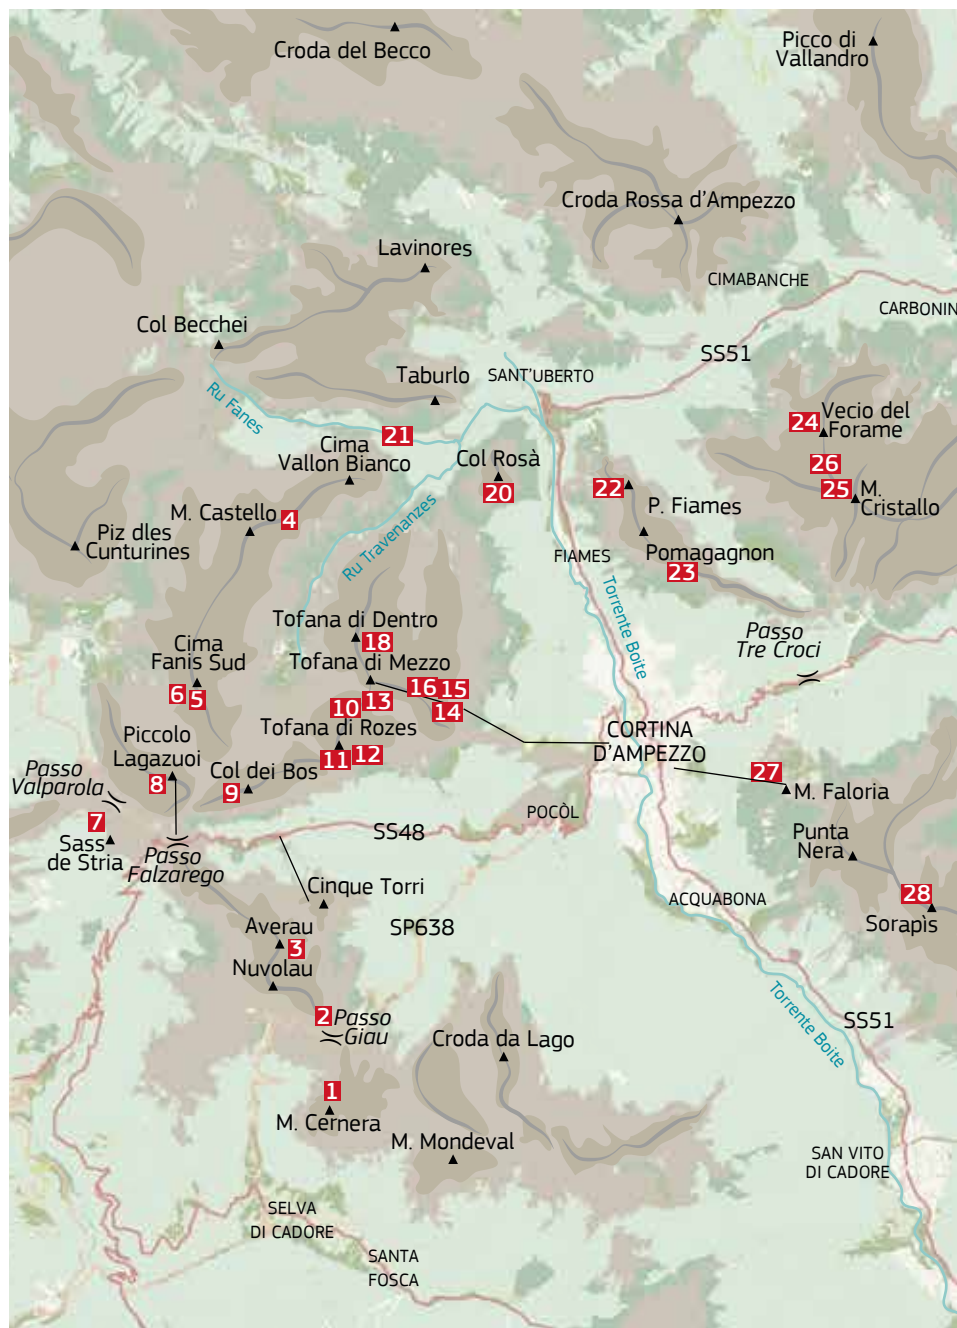 Croda del Becco
Picco di
Vallandro
Croda Rossa d'Ampezzo
Lavinores
CIMABANCHE
CARBONIN
Col Becchei
SS51
Taburlo
SANT'UBERTO
Ru Fanes
21
24
Vecio del
Forame
Cima
Vallon Bianco
Col Rosà
26
20
22
25
M.
Cristallo
P. Fiames
M. Castello
4
Ru Travenanzes
Piz dles
Cunturines
FIAMES
Pomagagnon
23
Torrente Boite
Tofana di Dentro
18
Passo
Tre Croci
Cima
Fanis Sud
Tofana di Mezzo
6
5
16
15
13
10
14
Tofana di Rozes
CORTINA
D'AMPEZZO
Piccolo
Lagazuoi
11
12
Passo
Valparola
8
Col dei Bos
9
27
M. Faloria
POCÒL
7
SS48
Sass
de Stria
Passo
Falzarego
Punta
Nera
Cinque Torri
ACQUABONA
28
Sorapìs
Averau
3
SP638
Nuvolau
2
Passo
Giau
Torrente Boite
SS51
Croda da Lago
1
M. Cernera
M. Mondeval
SAN VITO
DI CADORE
SELVA
DI CADORE
SANTA
FOSCA